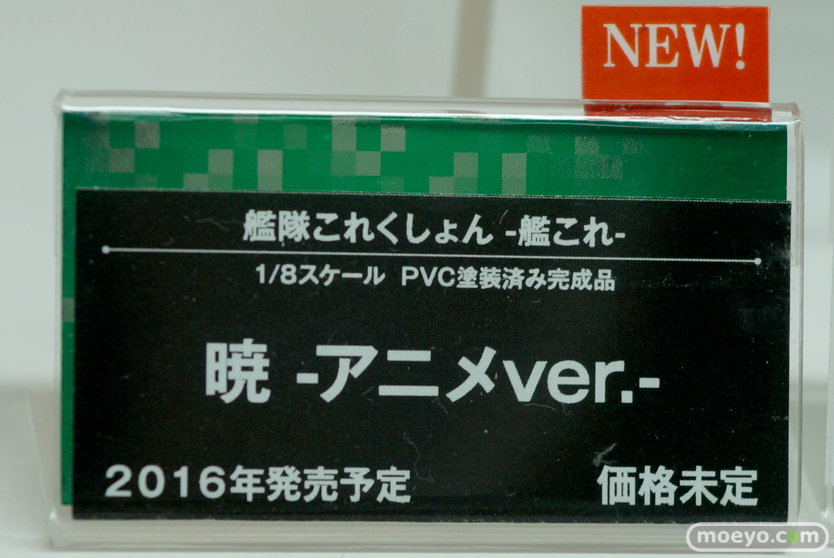 NEW!
艦隊これくしょん -艦これ-
1/8スケール PVC塗装済み完成品
暁 -アニメver.-
2016年発売予定 価格未定
moeyo.com